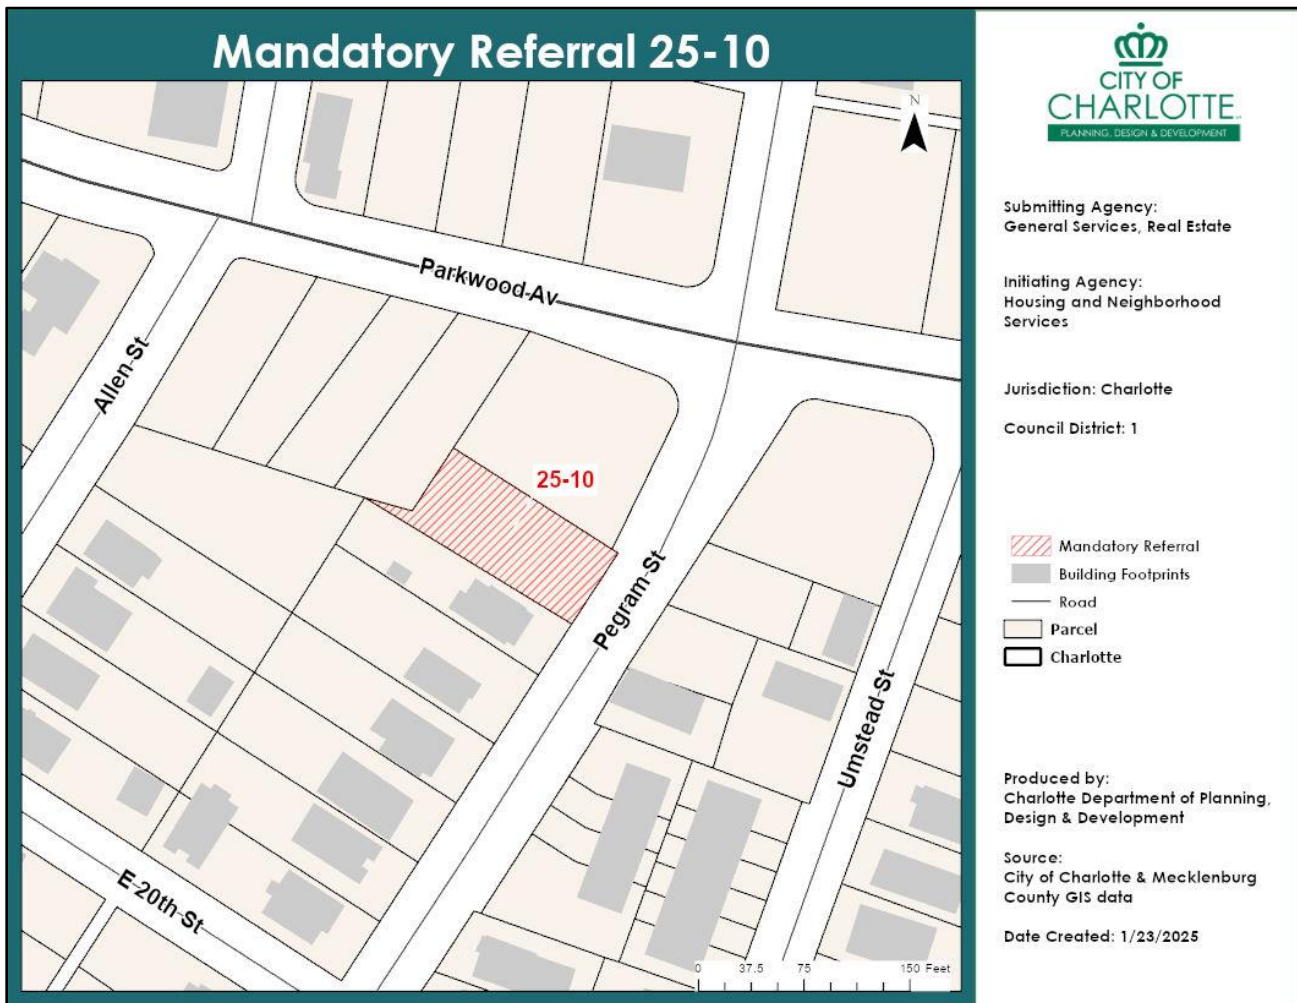 Mandatory Referral 25-10
N
Parkwood Av
Allen St
25-10
Pegram St
Umstead St
E 20th St
0 37.5 75 150 Feet
CITY OF
CHARLOTTE
PLANNING, DESIGN & DEVELOPMENT
Submitting Agency:
General Services, Real Estate
Initiating Agency:
Housing and Neighborhood
Services
Jurisdiction: Charlotte
Council District: 1
Mandatory Referral
Building Footprints
Road
Parcel
Charlotte
Produced by:
Charlotte Department of Planning,
Design & Development
Source:
City of Charlotte & Mecklenburg
County GIS data
Date Created: 1/23/2025